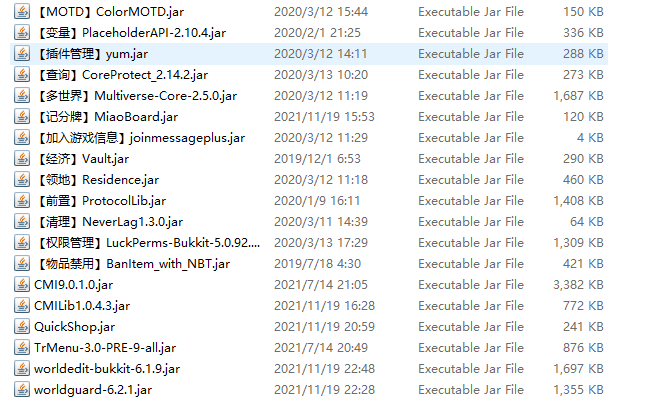 【MOTD】ColorMOTD.jar 2020/3/12 15:44 Executable Jar File 150 KB
【变量】PlaceholderAPI-2.10.4.jar 2020/2/1 21:25 Executable Jar File 336 KB
【插件管理】yum.jar 2020/3/12 14:11 Executable Jar File 288 KB
【查询】CoreProtect_2.14.2.jar 2020/3/13 10:20 Executable Jar File 273 KB
【多世界】Multiverse-Core-2.5.0.jar 2020/3/12 11:19 Executable Jar File 1,687 KB
【记分牌】MiaoBoard.jar 2021/11/19 15:53 Executable Jar File 120 KB
【加入游戏信息】joinmessageplus.jar 2020/3/12 11:29 Executable Jar File 4 KB
【经济】Vault.jar 2019/12/1 6:53 Executable Jar File 290 KB
【领地】Residence.jar 2020/3/12 11:18 Executable Jar File 460 KB
【前置】ProtocolLib.jar 2020/1/9 16:11 Executable Jar File 1,408 KB
【清理】NeverLag1.3.0.jar 2020/3/11 14:39 Executable Jar File 64 KB
【权限管理】LuckPerms-Bukkit-5.0.92.... 2020/3/13 17:29 Executable Jar File 1,309 KB
【物品禁用】BanItem_with_NBT.jar 2019/7/18 4:30 Executable Jar File 421 KB
CMI9.0.1.0.jar 2021/7/14 21:05 Executable Jar File 3,382 KB
CMILib1.0.4.3.jar 2021/11/19 16:28 Executable Jar File 772 KB
QuickShop.jar 2021/11/19 20:59 Executable Jar File 241 KB
TrMenu-3.0-PRE-9-all.jar 2021/7/14 20:49 Executable Jar File 876 KB
worldedit-bukkit-6.1.9.jar 2021/11/19 22:48 Executable Jar File 1,697 KB
worldguard-6.2.1.jar 2021/11/19 22:28 Executable Jar File 1,355 KB